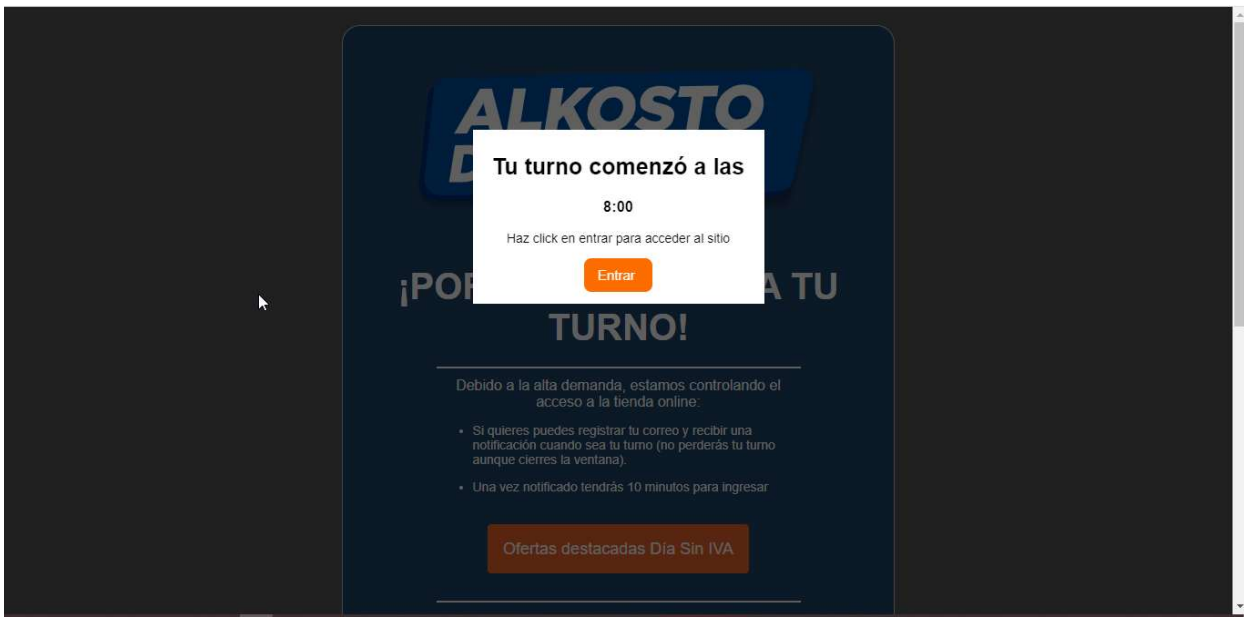 ALKOSTO
D
Tu turno comenzó a las
8:00
Haz click en entrar para acceder al sitio
Entrar
¡POR A TU
TURNO!
Debido a la alta demanda, estamos controlando el
acceso a la tienda online:
• Si quieres puedes registrar tu correo y recibir una
notificación cuando sea tu turno (no perderás tu turno
aunque cierres la ventana).
• Una vez notificado tendrás 10 minutos para ingresar
Ofertas destacadas Día Sin IVA